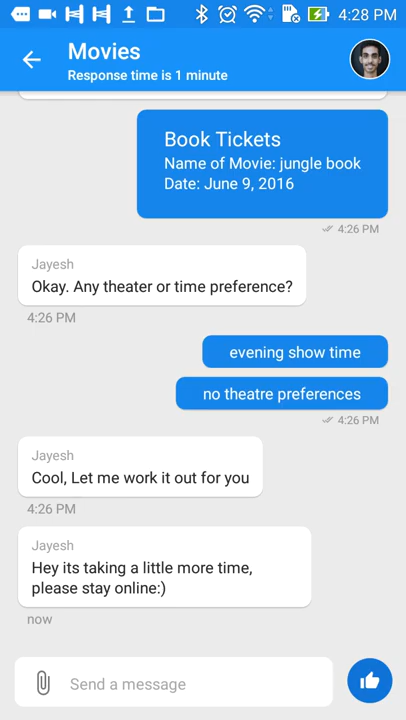 4:28 PM
Movies
Response time is 1 minute
Book Tickets
Name of Movie: jungle book
Date: June 9, 2016
4:26 PM
Jayesh
Okay. Any theater or time preference?
4:26 PM
evening show time
no theatre preferences
4:26 PM
Jayesh
Cool, Let me work it out for you
4:26 PM
Jayesh
Hey its taking a little more time,
please stay online:)
now
Send a message